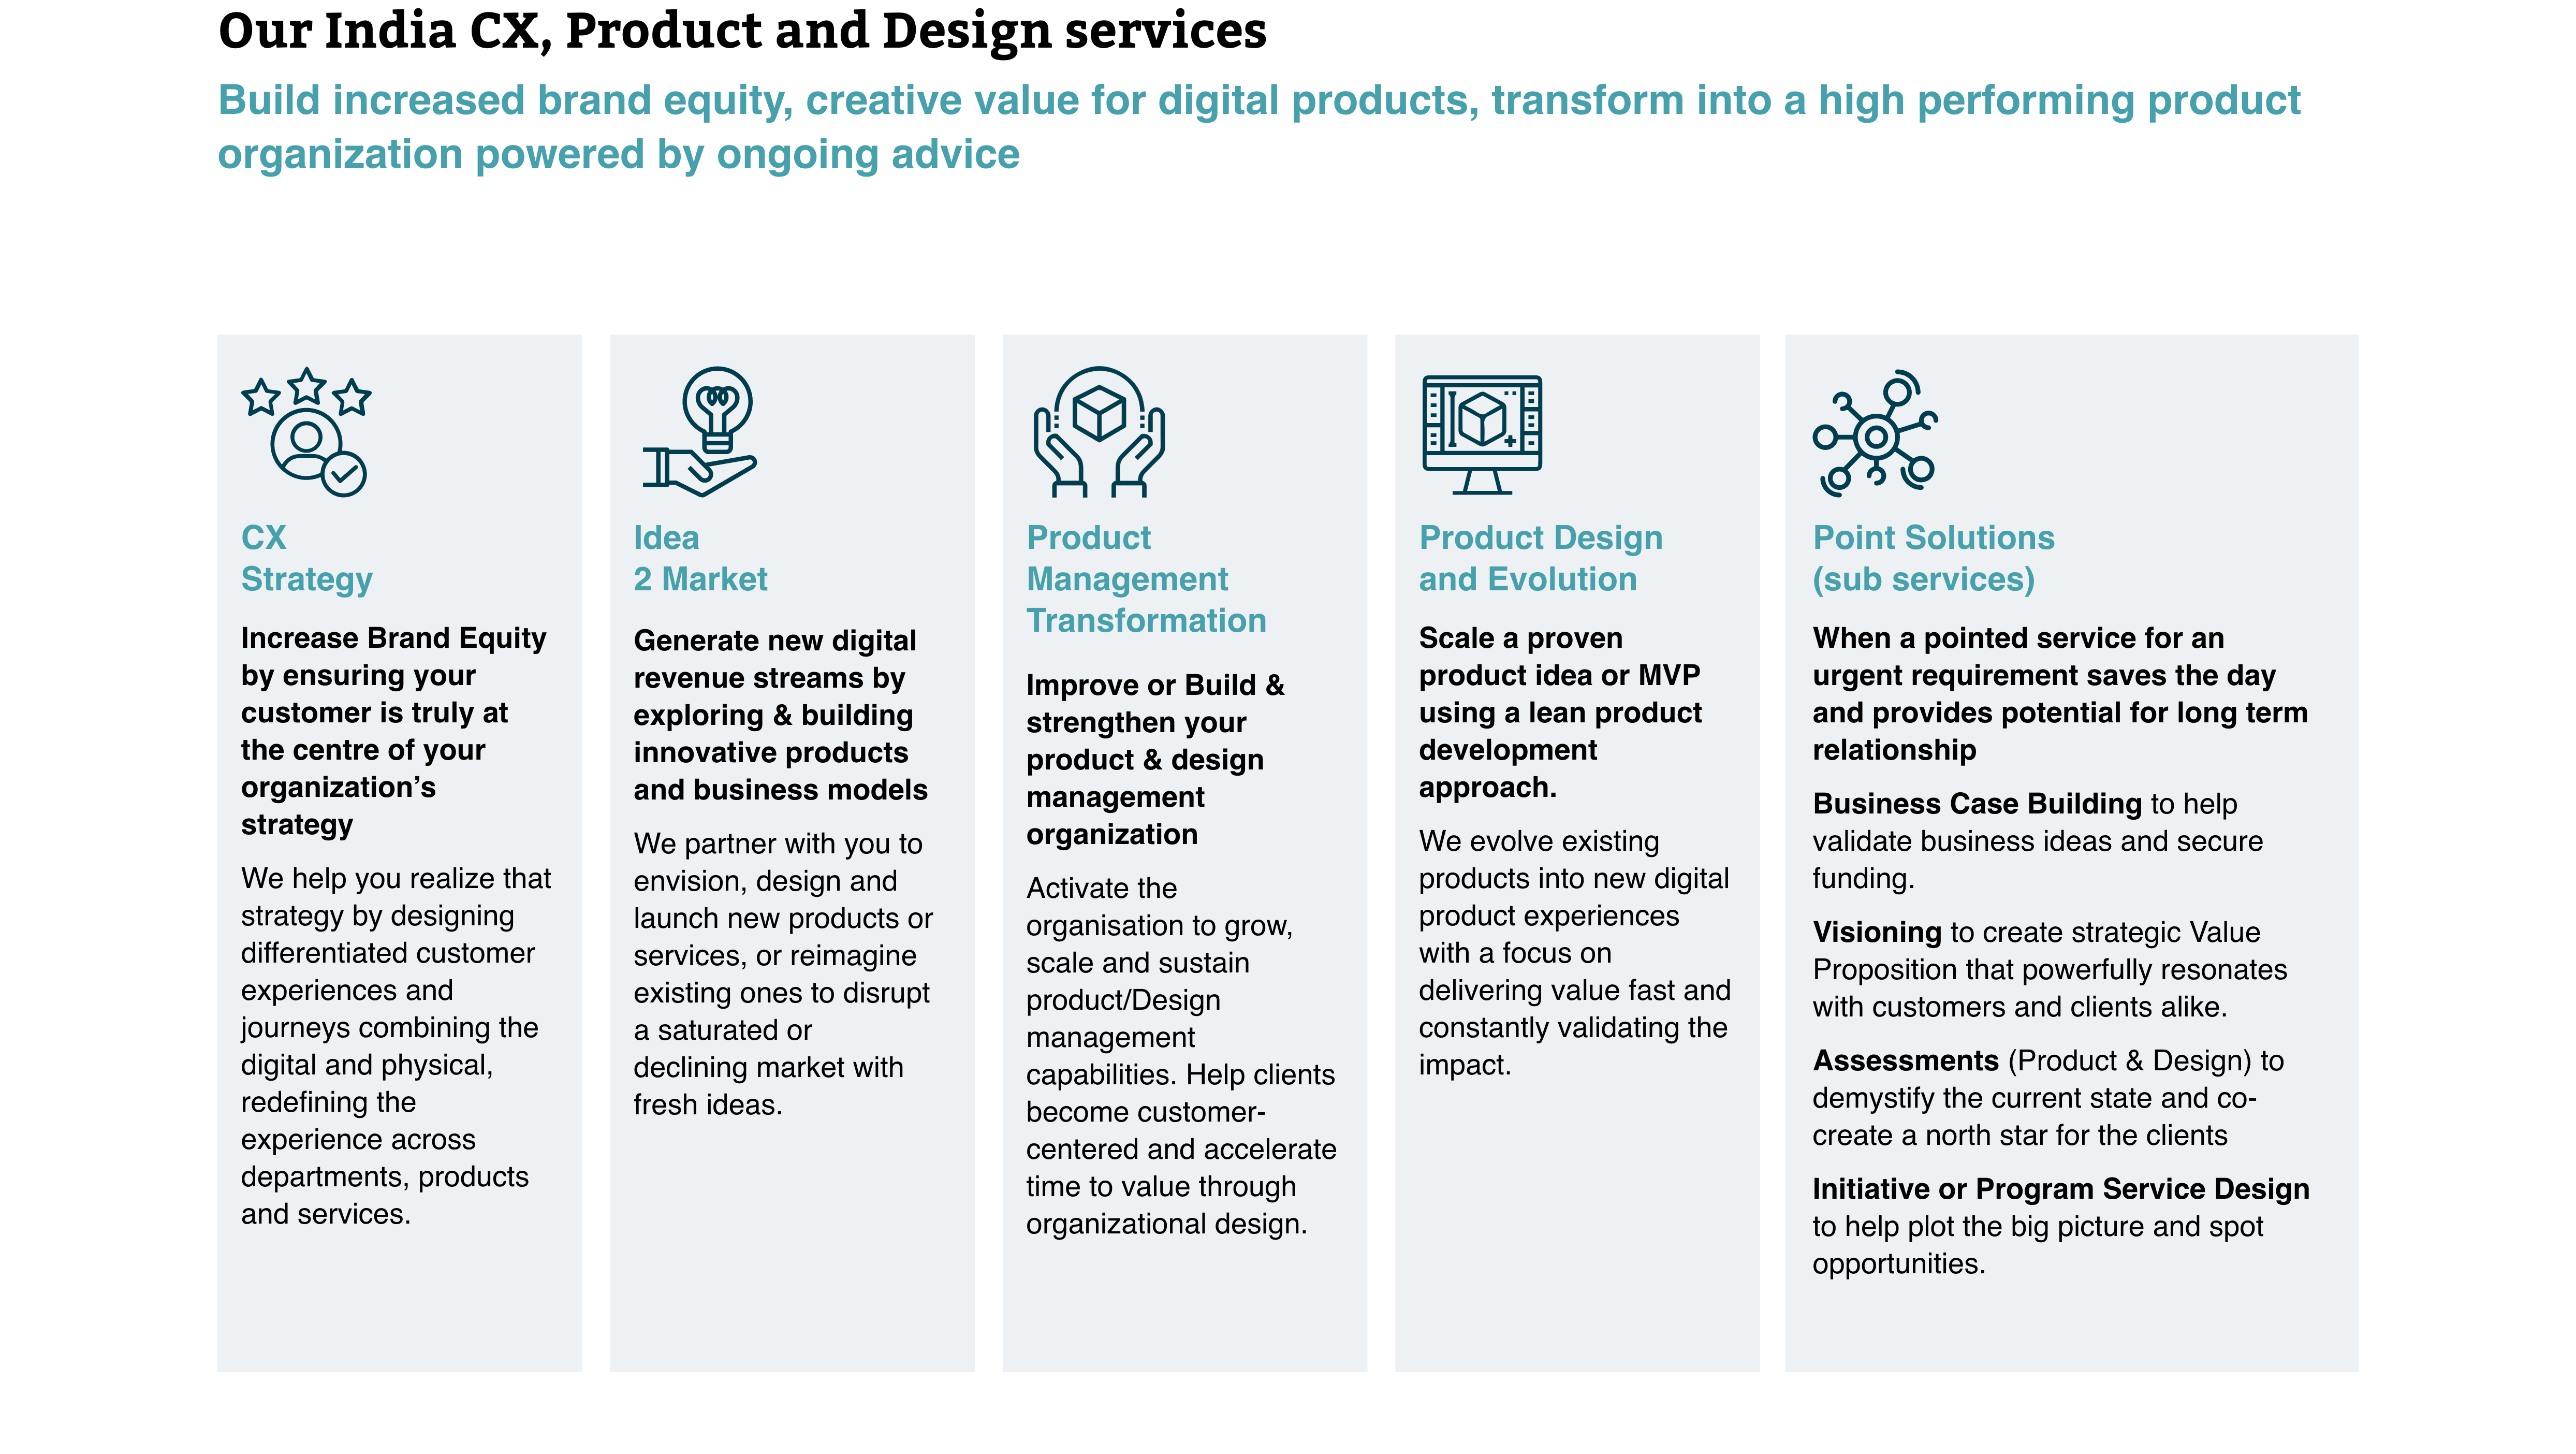 Our India CX, Product and Design services
Build increased brand equity, creative value for digital products, transform into a high performing product
organization powered by ongoing advice
CX
Strategy
Increase Brand Equity
by ensuring your
customer is truly at
the centre of your
organization’s
strategy
We help you realize that
strategy by designing
differentiated customer
experiences and
journeys combining the
digital and physical,
redefining the
experience across
departments, products
and services.
Idea
2 Market
Generate new digital
revenue streams by
exploring & building
innovative products
and business models
We partner with you to
envision, design and
launch new products or
services, or reimagine
existing ones to disrupt
a saturated or
declining market with
fresh ideas.
Product
Management
Transformation
Improve or Build &
strengthen your
product & design
management
organization
Activate the
organisation to grow,
scale and sustain
product/Design
management
capabilities. Help clients
become customer-
centered and accelerate
time to value through
organizational design.
Product Design
and Evolution
Scale a proven
product idea or MVP
using a lean product
development
approach.
We evolve existing
products into new digital
product experiences
with a focus on
delivering value fast and
constantly validating the
impact.
Point Solutions
(sub services)
When a pointed service for an
urgent requirement saves the day
and provides potential for long term
relationship
Business Case Building to help
validate business ideas and secure
funding.
Visioning to create strategic Value
Proposition that powerfully resonates
with customers and clients alike.
Assessments (Product & Design) to
demystify the current state and co-
create a north star for the clients
Initiative or Program Service Design
to help plot the big picture and spot
opportunities.